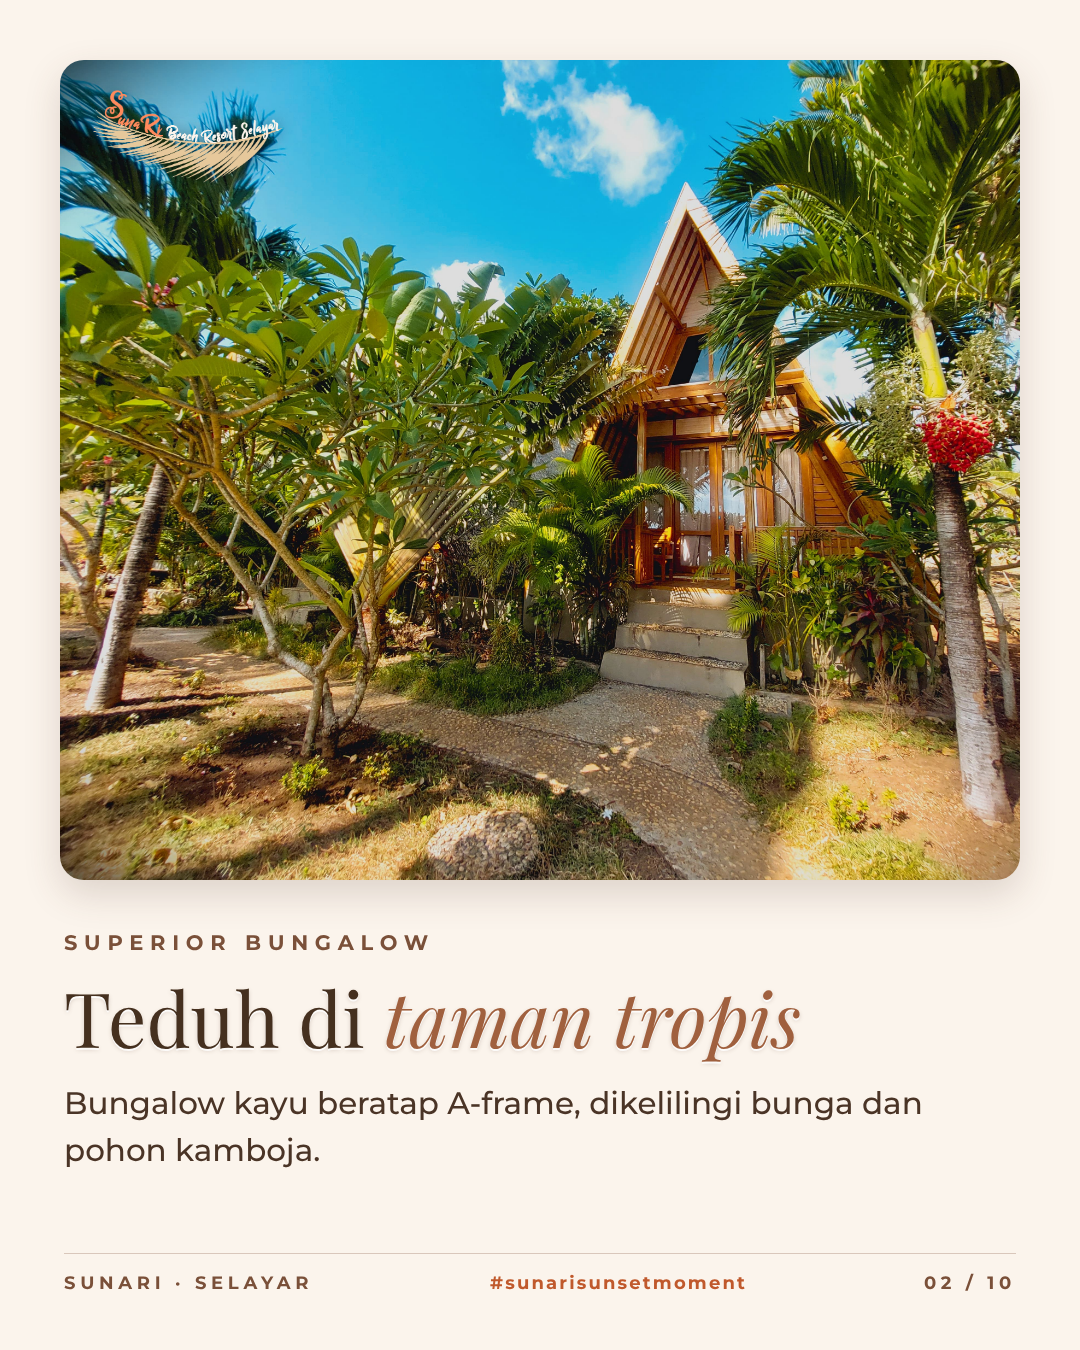 SunaRi Beach Resort Selayar
SUPERIOR BUNGALOW
Teduh di taman tropis
Bungalow kayu beratap A-frame, dikelilingi bunga dan
pohon kamboja.
SUNARI · SELAYAR #sunarisunsetmoment 02 / 10